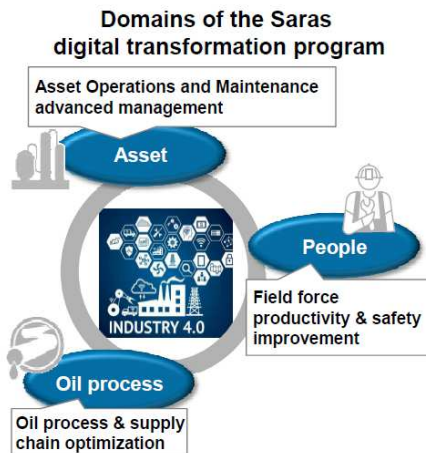 Domains of the Saras
digital transformation program
Asset Operations and Maintenance
advanced management
Asset
People
Field force
productivity & safety
improvement
INDUSTRY 4.0
Oil process
Oil process & supply
chain optimization